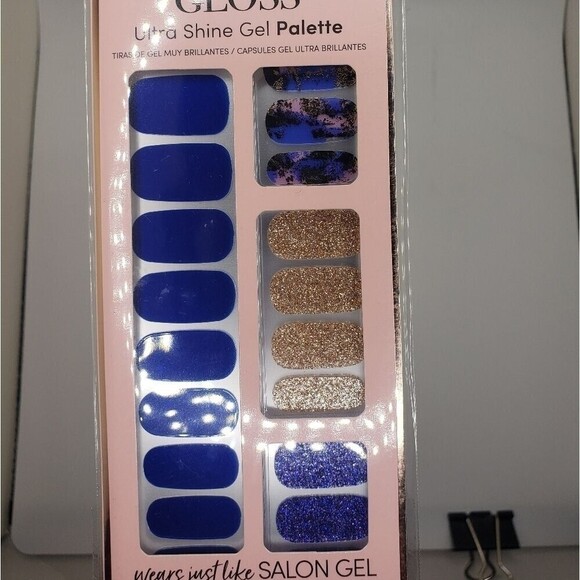 GLOSS
Ultra Shine Gel Palette
TIRAS DE GEL MUY BRILLANTES / CAPSULES GEL ULTRA BRILLANTES
wears just like SALON GEL